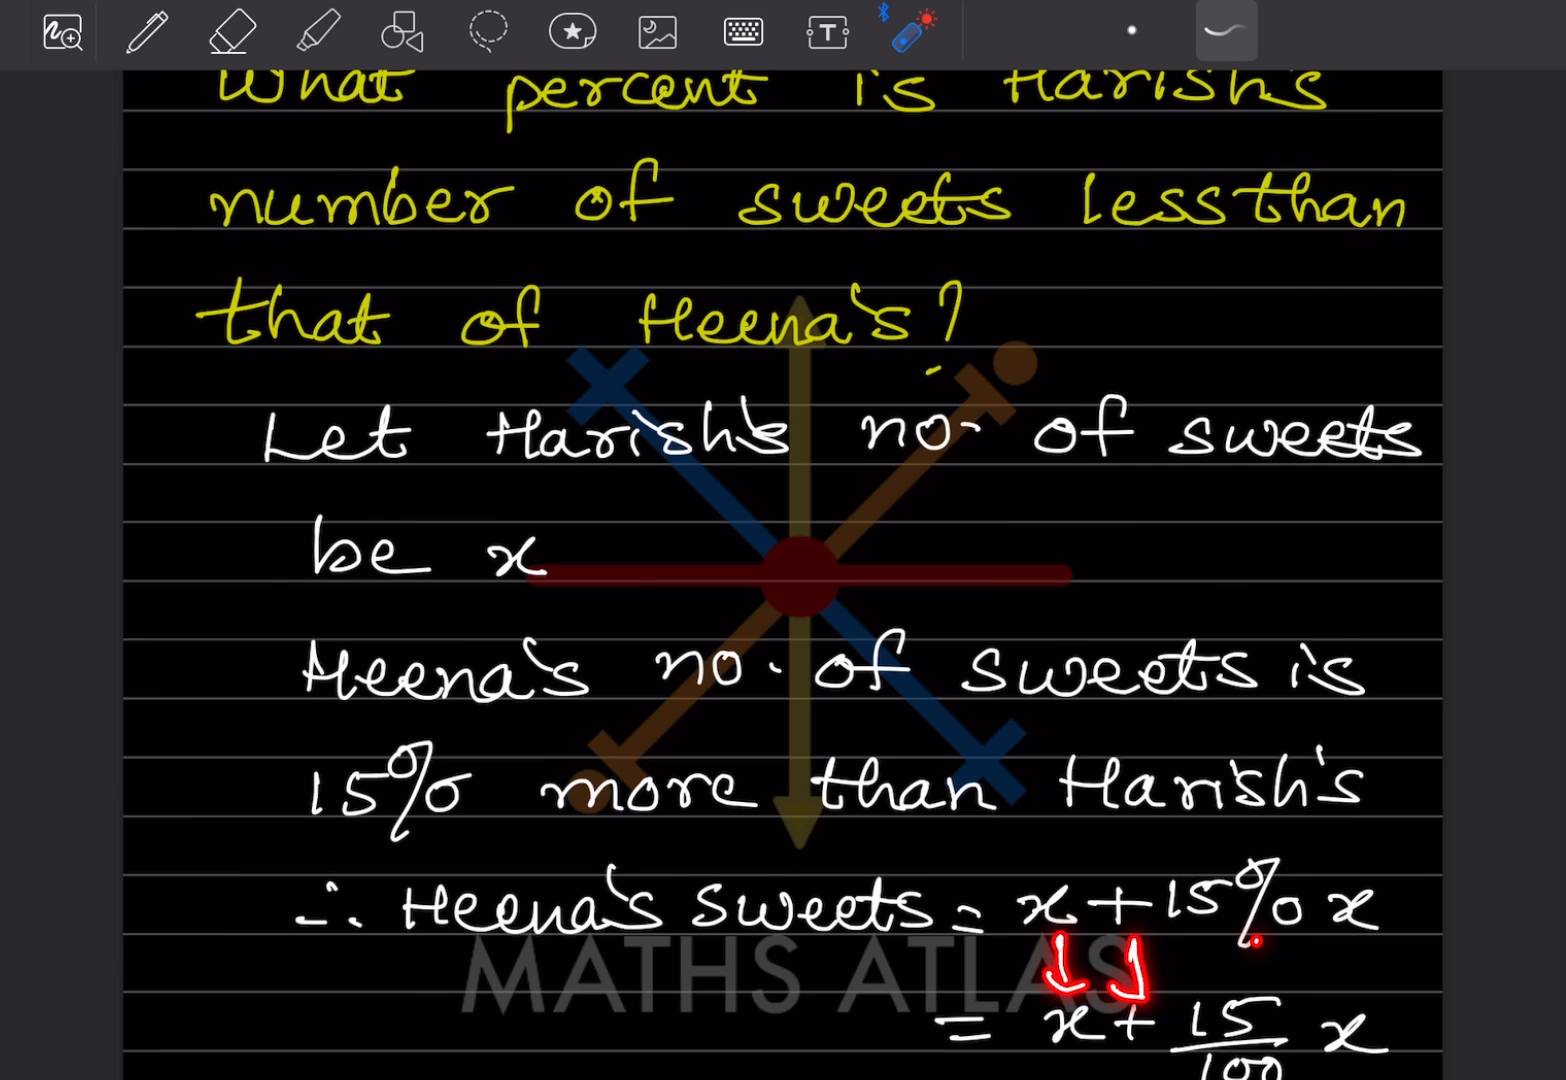 What percent is Harish's
number of sweets less than
that of Heena's?
Let Harish's no. of sweets
be x
Heena's no. of sweets is
15% more than Harish's
∴ Heena's sweets = x + 15% x
MATHS ATLAS
= x + 15/100 x